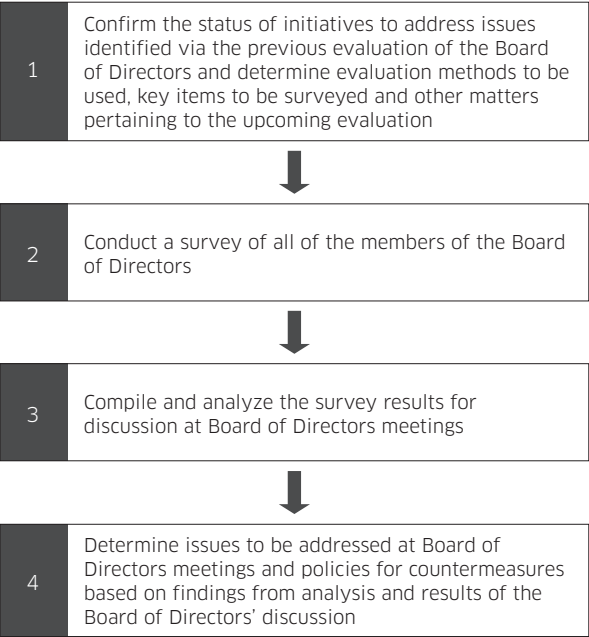 1
Confirm the status of initiatives to address issues
identified via the previous evaluation of the Board
of Directors and determine evaluation methods to be
used, key items to be surveyed and other matters
pertaining to the upcoming evaluation
2
Conduct a survey of all of the members of the Board
of Directors
3
Compile and analyze the survey results for
discussion at Board of Directors meetings
4
Determine issues to be addressed at Board of
Directors meetings and policies for countermeasures
based on findings from analysis and results of the
Board of Directors’ discussion